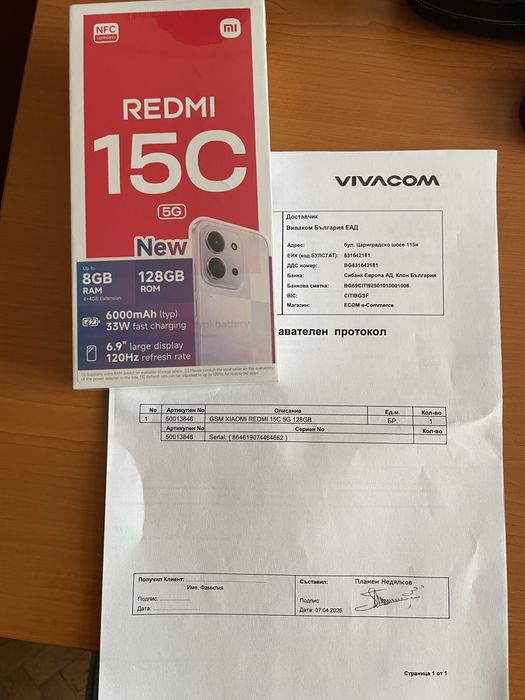 NFC
SUPPORTS
mi
REDMI
15C
5G
New
Up to
8GB
RAM
4+4GB Extension
128GB
ROM
6000mAh (typ)
33W fast charging
6.9" large display
120Hz refresh rate
VIVACOM
Доставчик
Виваком България ЕАД
Адрес: бул. Цариградско шосе 115и
ЕИК (код БУЛСТАТ): 831642181
ДДС номер: BG831642181
Банка: Сибанк Европа АД, Клон България
Банкова сметка: BG69CITI92501010001006
BIC: CITIBGSF
Магазин: ECOM e-Commerce
авателен протокол
No Артикулен No Описание Ед.м. Кол-во
1 50013846 GSM XIAOMI REDMI 15C 5G 128GB БР. 1
Артикулен No Сериен No Кол-во
50013846 Serial: ( 864619074464662 )
Получил Клиент:
Име, Фамилия
Подпис:
Дата:
Съставил: Пламен Недялков
Подпис:
Дата: 07.04.2026
Страница 1 от 1